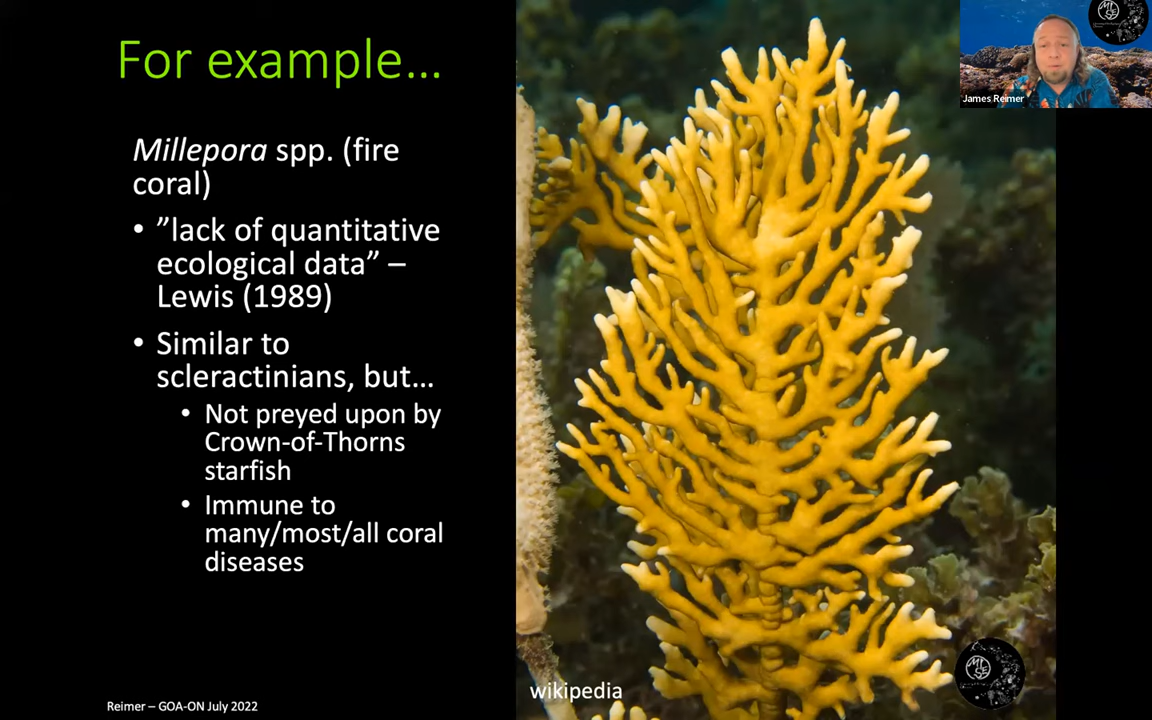 For example...
Millepora spp. (fire
coral)
• ”lack of quantitative
ecological data” –
Lewis (1989)
• Similar to
scleractinians, but...
• Not preyed upon by
Crown-of-Thorns
starfish
• Immune to
many/most/all coral
diseases
Reimer – GOA-ON July 2022
wikipedia
James Reimer
MISE
MISE